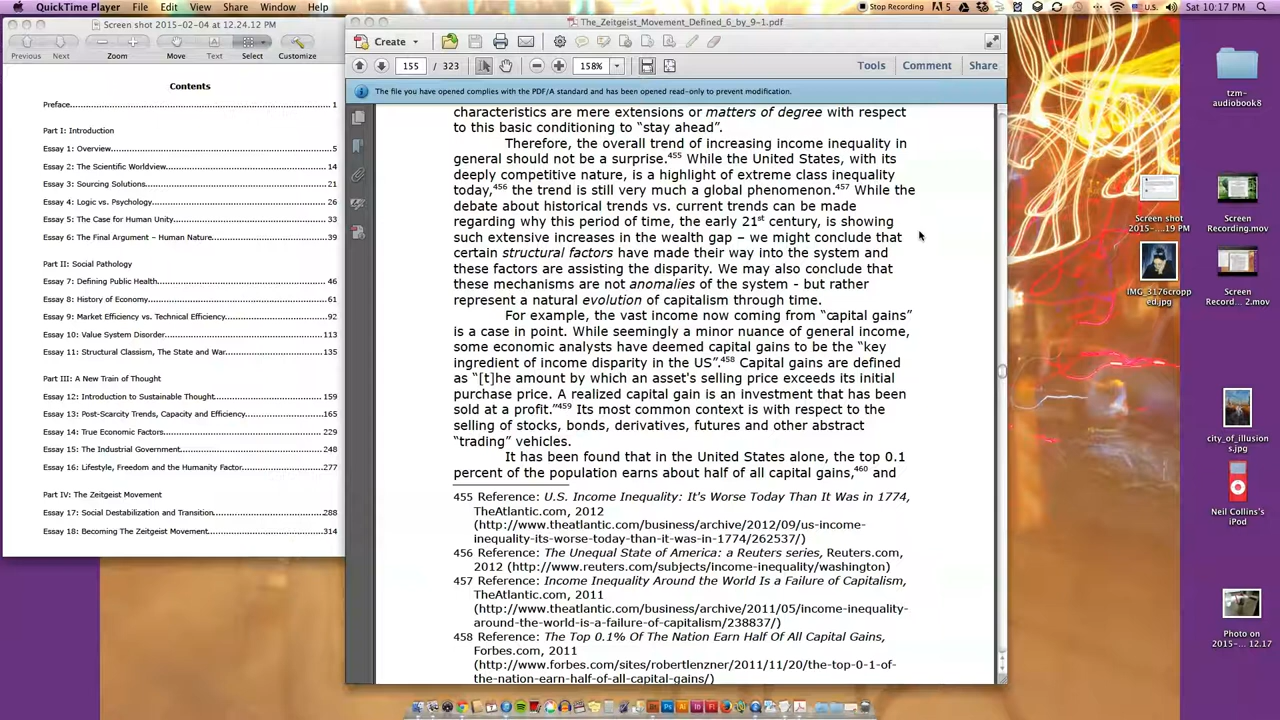 QuickTime Player File Edit View Share Window Help
Stop Recording
5
U.S. Sat 10:17 PM
Screen shot 2015-02-04 at 12.24.12 PM
Previous Next Zoom Move Text Select Customize
Contents
Preface 1
Part I: Introduction
Essay 1: Overview 5
Essay 2: The Scientific Worldview 14
Essay 3: Sourcing Solutions 21
Essay 4: Logic vs. Psychology 26
Essay 5: The Case for Human Unity 33
Essay 6: The Final Argument – Human Nature 39
Part II: Social Pathology
Essay 7: Defining Public Health 46
Essay 8: History of Economy 61
Essay 9: Market Efficiency vs. Technical Efficiency 92
Essay 10: Value System Disorder 113
Essay 11: Structural Classism, The State and War 135
Part III: A New Train of Thought
Essay 12: Introduction to Sustainable Thought 159
Essay 13: Post-Scarcity Trends, Capacity and Efficiency 165
Essay 14: True Economic Factors 229
Essay 15: The Industrial Government 248
Essay 16: Lifestyle, Freedom and the Humanity Factor 277
Part IV: The Zeitgeist Movement
Essay 17: Social Destabilization and Transition 288
Essay 18: Becoming The Zeitgeist Movement 314
The_Zeitgeist_Movement_Defined_6_by_9–1.pdf
Create
155 / 323
158%
Tools Comment Share
The file you have opened complies with the PDF/A standard and has been opened read-only to prevent modification.
characteristics are mere extensions or matters of degree with respect
to this basic conditioning to “stay ahead”.
Therefore, the overall trend of increasing income inequality in
general should not be a surprise.455 While the United States, with its
deeply competitive nature, is a highlight of extreme class inequality
today,456 the trend is still very much a global phenomenon.457 While the
debate about historical trends vs. current trends can be made
regarding why this period of time, the early 21st century, is showing
such extensive increases in the wealth gap – we might conclude that
certain structural factors have made their way into the system and
these factors are assisting the disparity. We may also conclude that
these mechanisms are not anomalies of the system - but rather
represent a natural evolution of capitalism through time.
For example, the vast income now coming from “capital gains”
is a case in point. While seemingly a minor nuance of general income,
some economic analysts have deemed capital gains to be the “key
ingredient of income disparity in the US”.458 Capital gains are defined
as “[t]he amount by which an asset's selling price exceeds its initial
purchase price. A realized capital gain is an investment that has been
sold at a profit.”459 Its most common context is with respect to the
selling of stocks, bonds, derivatives, futures and other abstract
“trading” vehicles.
It has been found that in the United States alone, the top 0.1
percent of the population earns about half of all capital gains,460 and
455 Reference: U.S. Income Inequality: It's Worse Today Than It Was in 1774,
TheAtlantic.com, 2012
(http://www.theatlantic.com/business/archive/2012/09/us-income-
inequality-its-worse-today-than-it-was-in-1774/262537/)
456 Reference: The Unequal State of America: a Reuters series, Reuters.com,
2012 (http://www.reuters.com/subjects/income-inequality/washington)
457 Reference: Income Inequality Around the World Is a Failure of Capitalism,
TheAtlantic.com, 2011
(http://www.theatlantic.com/business/archive/2011/05/income-inequality-
around-the-world-is-a-failure-of-capitalism/238837/)
458 Reference: The Top 0.1% Of The Nation Earn Half Of All Capital Gains,
Forbes.com, 2011
(http://www.forbes.com/sites/robertlenzner/2011/11/20/the-top-0-1-of-
the-nation-earn-half-of-all-capital-gains/)
tzm-
audiobook8
Screen shot
2015-...19 PM
Screen
Recording.mov
IMG_3176cropp
ed.jpg
Screen
Record... 2.mov
city_of_illusion
s.jpg
Neil Collins's
iPod
Photo on
2015-... 12.17